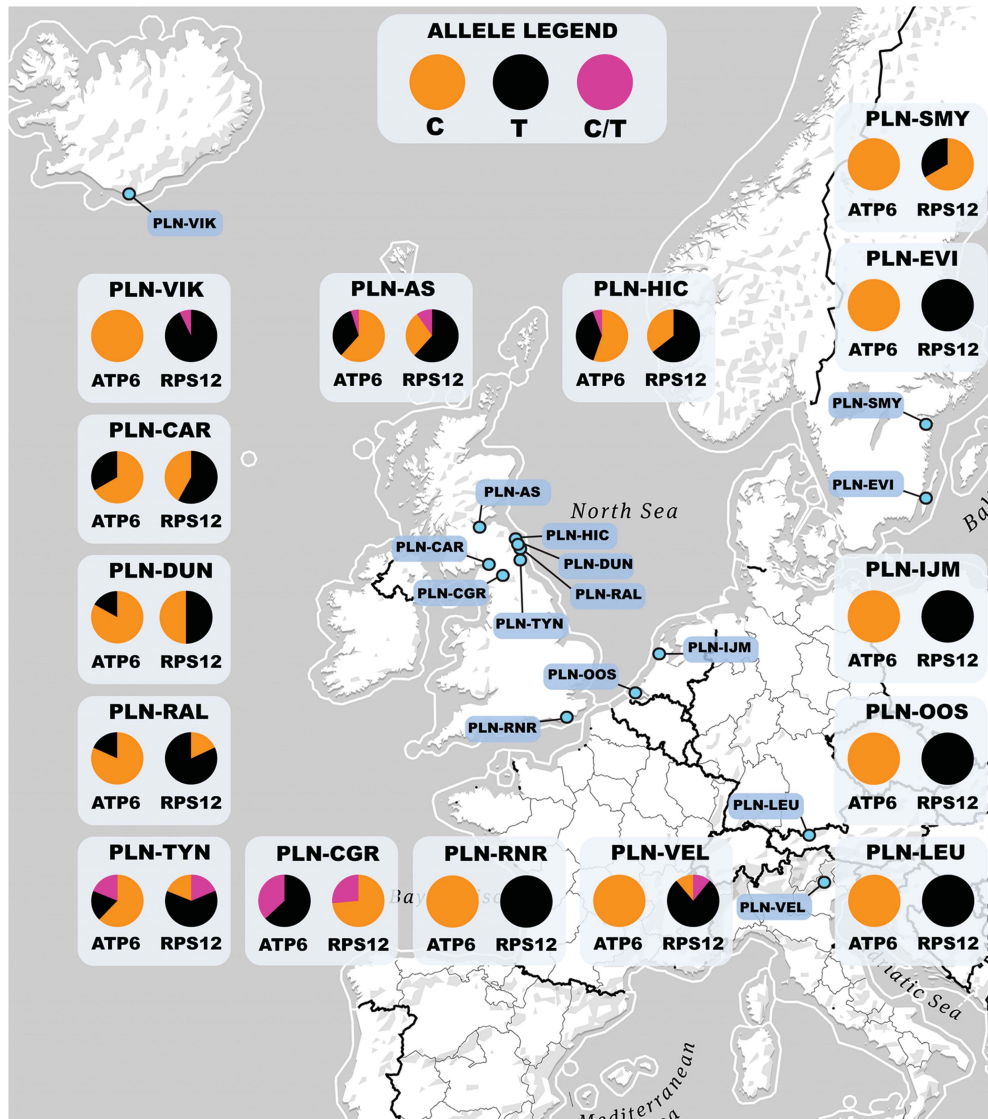 ALLELE LEGEND
C T C/T
PLN-SMY
ATP6 RPS12
PLN-VIK
PLN-EVI
ATP6 RPS12
PLN-VIK
ATP6 RPS12
PLN-AS
ATP6 RPS12
PLN-HIC
ATP6 RPS12
PLN-SMY
PLN-EVI
PLN-CAR
ATP6 RPS12
PLN-AS
North Sea
PLN-HIC
PLN-CAR
PLN-DUN
PLN-CGR
PLN-RAL
PLN-TYN
PLN-DUN
ATP6 RPS12
PLN-IJM
ATP6 RPS12
PLN-IJM
PLN-OOS
PLN-RNR
PLN-RAL
ATP6 RPS12
PLN-OOS
ATP6 RPS12
PLN-LEU
PLN-TYN
ATP6 RPS12
PLN-CGR
ATP6 RPS12
PLN-RNR
ATP6 RPS12
PLN-VEL
ATP6 RPS12
PLN-VEL
PLN-LEU
ATP6 RPS12
Sea
Mediterranean